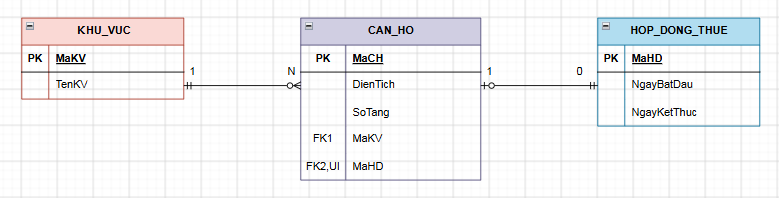 KHU_VUC
PK MaKV
TenKV
1
N
CAN_HO
PK MaCH
DienTich
SoTang
FK1 MaKV
FK2,UI MaHD
1
0
HOP_DONG_THUE
PK MaHD
NgayBatDau
NgayKetThuc